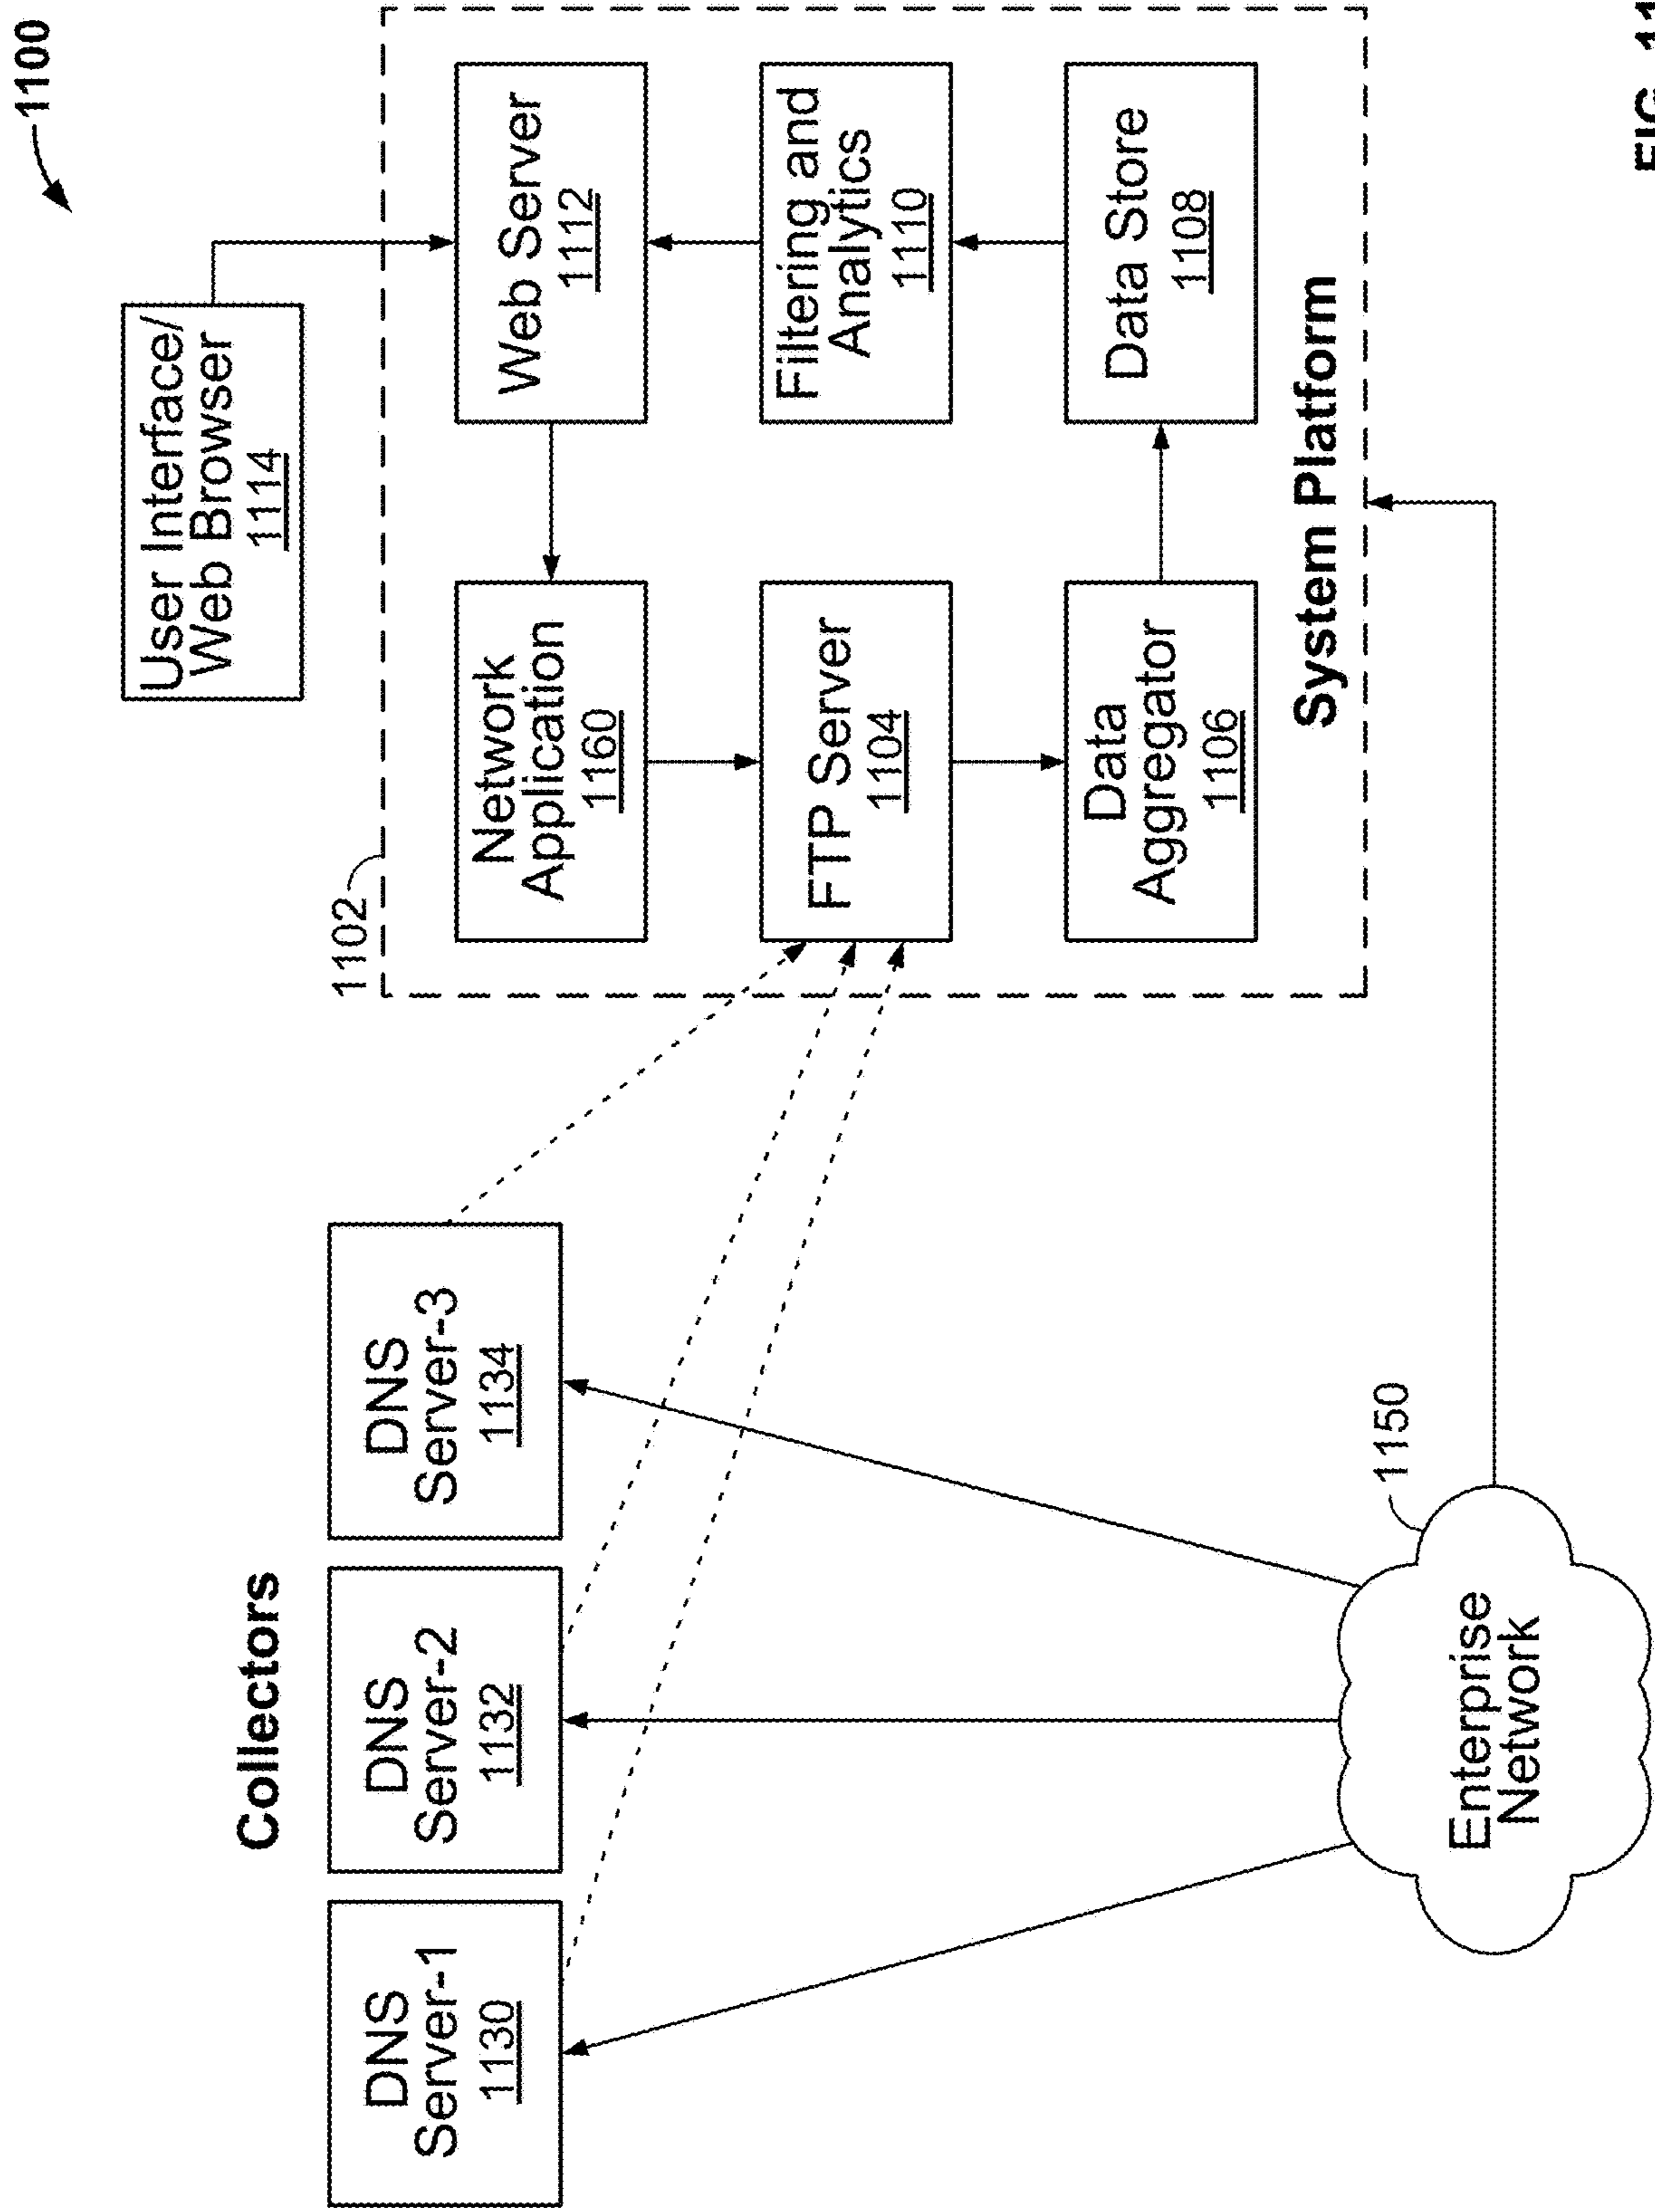 1100
User Interface/
Web Browser
1114
1102
Network
Application
1160
Web Server
1112
FTP Server
1104
Filtering and
Analytics
1110
Data
Aggregator
1106
Data Store
1108
System Platform
Collectors
DNS
Server-1
1130
DNS
Server-2
1132
DNS
Server-3
1134
1150
Enterprise
Network
FIG. 11